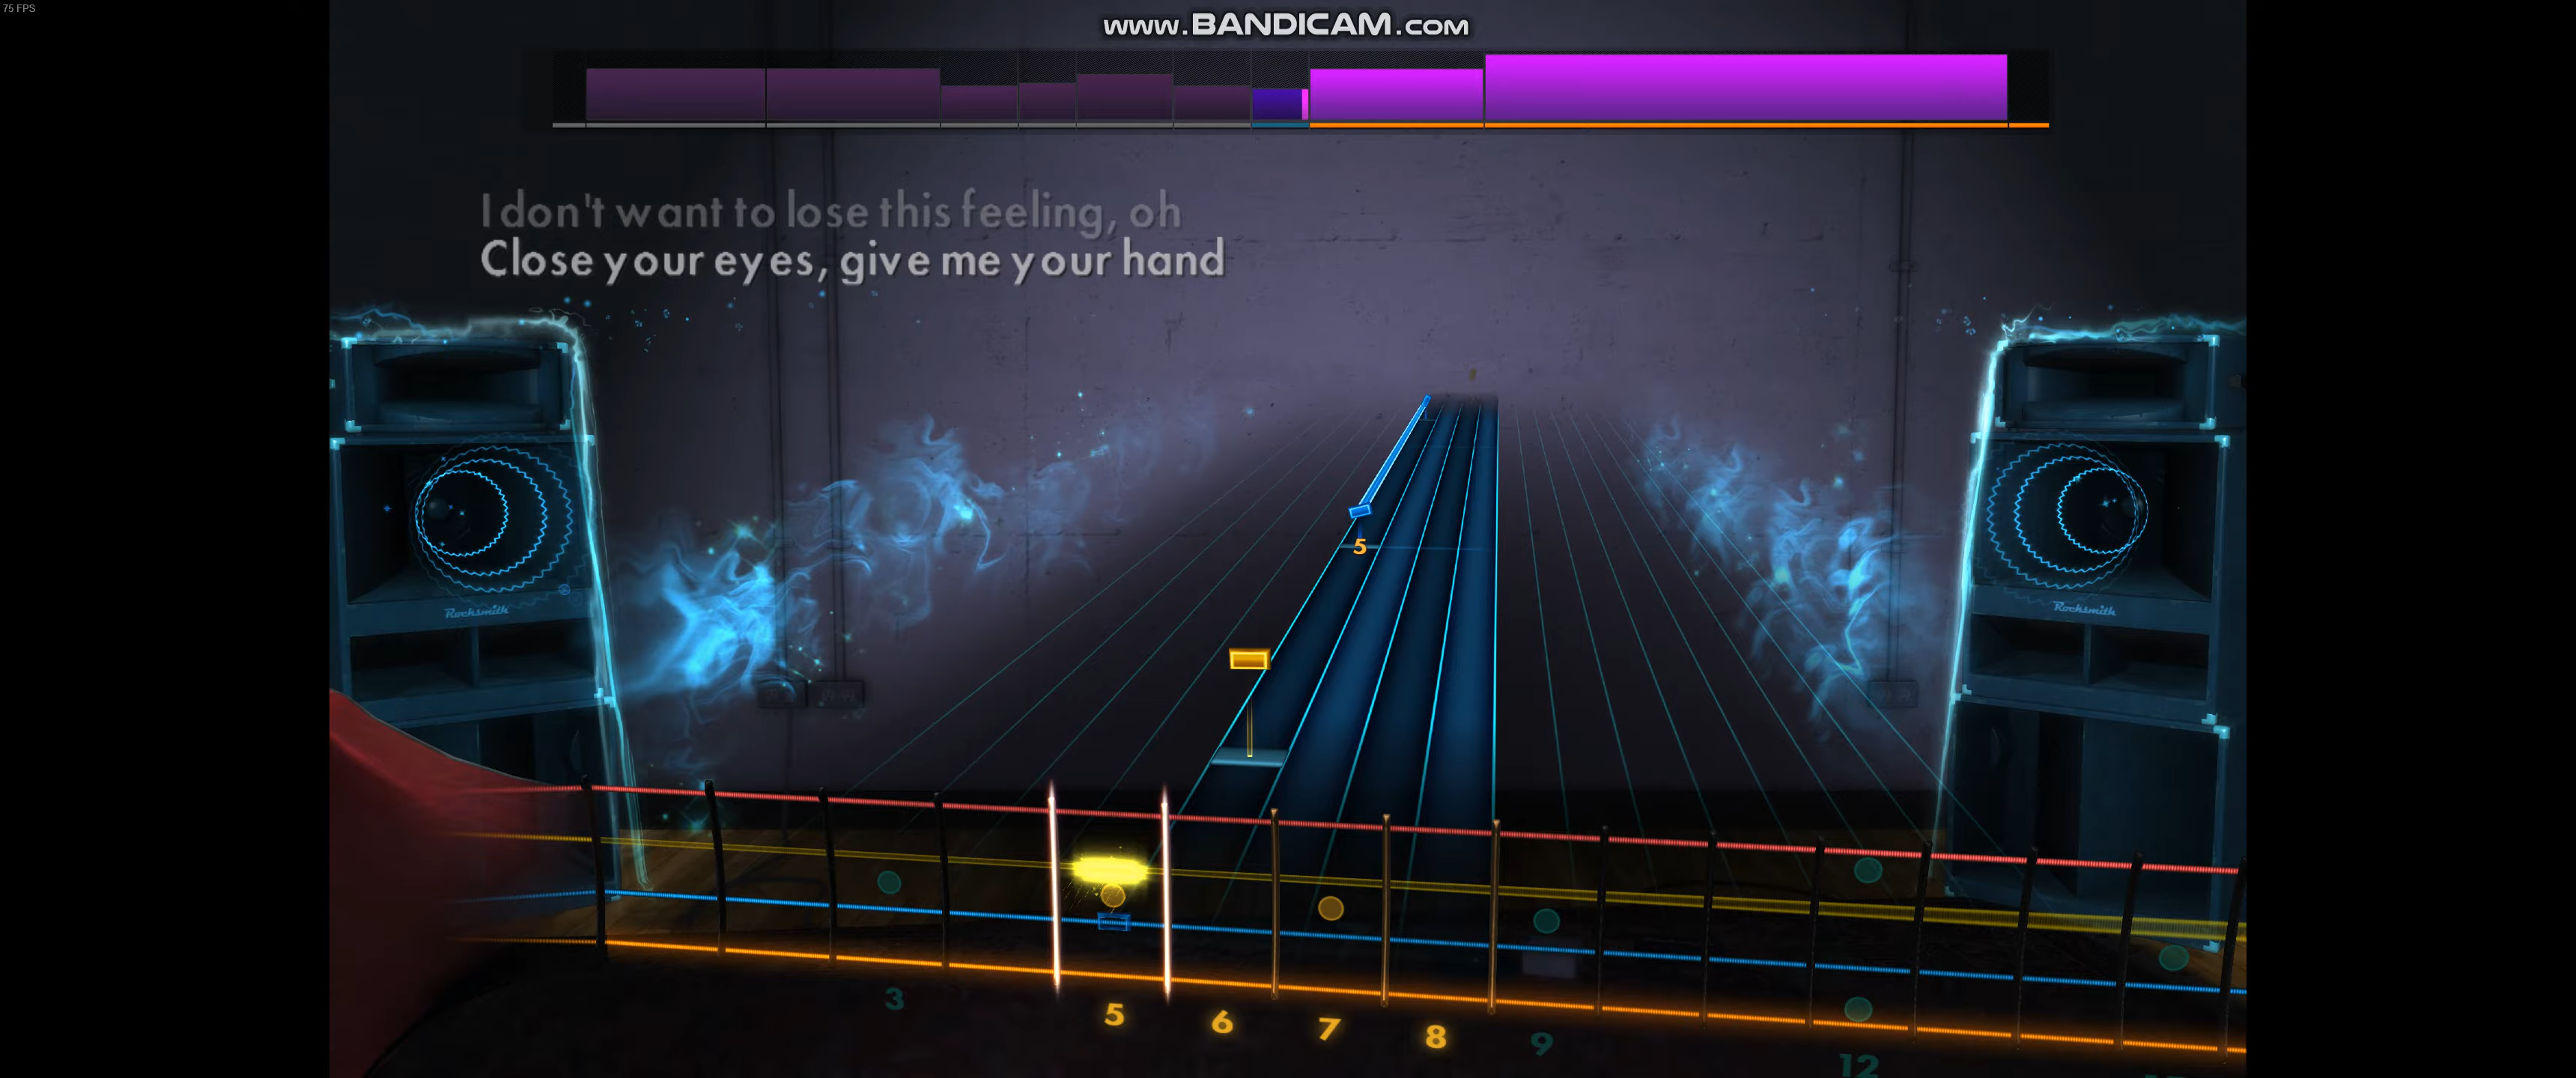 75 FPS
www.BANDICAM.com
I don't want to lose this feeling, oh
Close your eyes, give me your hand
5
Rocksmith
Rocksmith
3
5
6
7
8
9
12